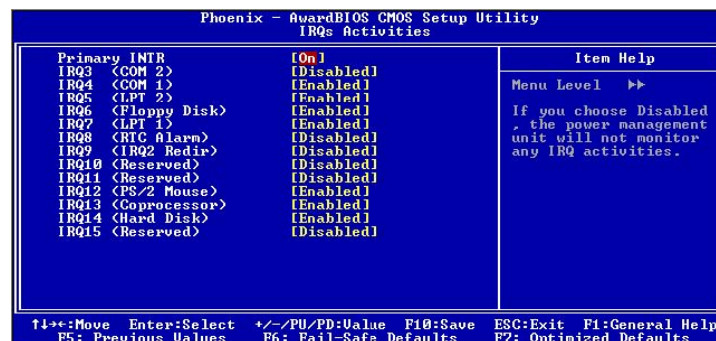 Phoenix - AwardBIOS CMOS Setup Utility
IRQs Activities
Primary INTR [On]
IRQ3 (COM 2) [Disabled]
IRQ4 (COM 1) [Enabled]
IRQ5 (LPT 2) [Enabled]
IRQ6 (Floppy Disk) [Enabled]
IRQ7 (LPT 1) [Enabled]
IRQ8 (RTC Alarm) [Disabled]
IRQ9 (IRQ2 Redir) [Disabled]
IRQ10 (Reserved) [Disabled]
IRQ11 (Reserved) [Disabled]
IRQ12 (PS/2 Mouse) [Enabled]
IRQ13 (Coprocessor) [Enabled]
IRQ14 (Hard Disk) [Enabled]
IRQ15 (Reserved) [Disabled]
Item Help
Menu Level ▶▶
If you choose Disabled
, the power management
unit will not monitor
any IRQ activities.
↑↓→←:Move Enter:Select +/-/PU/PD:Value F10:Save ESC:Exit F1:General Help
F5: Previous Values F6: Fail-Safe Defaults F7: Optimized Defaults